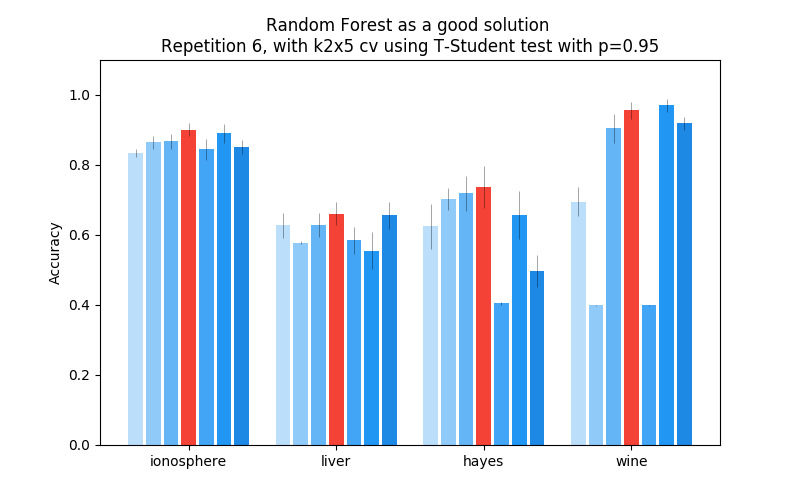 Random Forest as a good solution
Repetition 6, with k2x5 cv using T-Student test with p=0.95
1.0
0.8
0.6
0.4
0.2
0.0
Accuracy
ionosphere
liver
hayes
wine